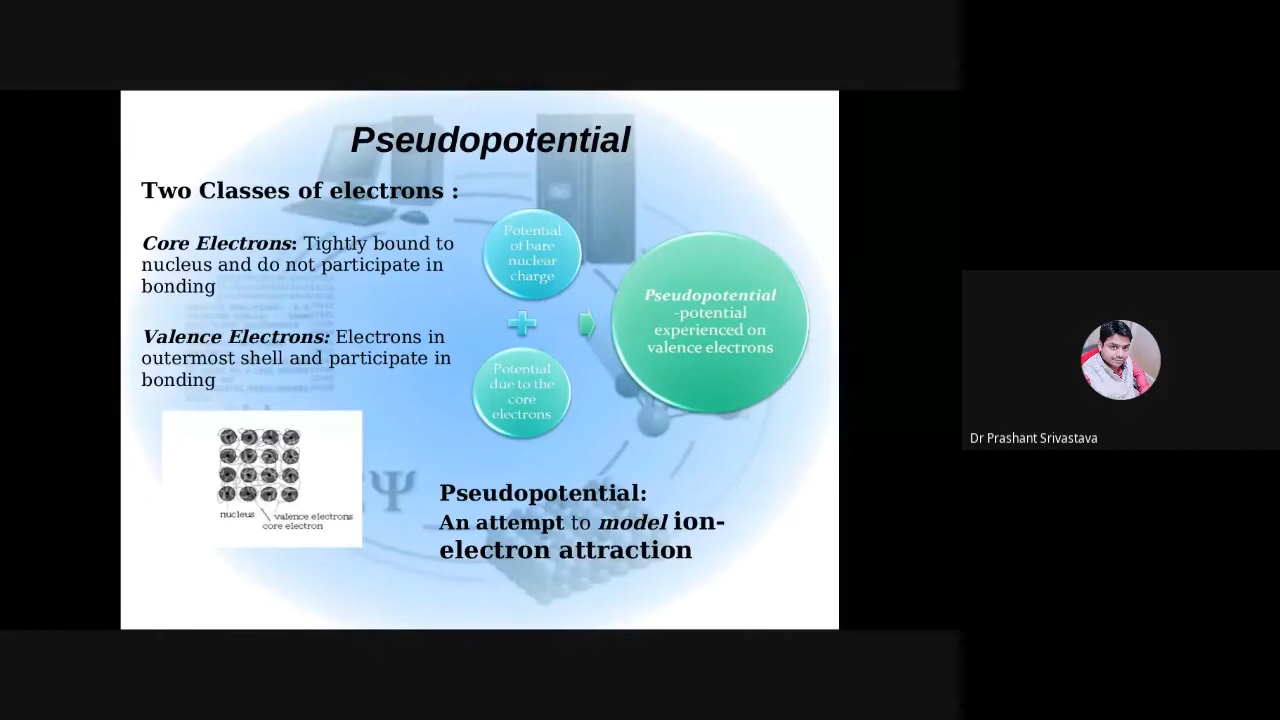 Pseudopotential
Two Classes of electrons :
Core Electrons: Tightly bound to
nucleus and do not participate in
bonding
Valence Electrons: Electrons in
outermost shell and participate in
bonding
Potential
of bare
nuclear
charge
Potential
due to the
core
electrons
Pseudopotential
-potential
experienced on
valence electrons
nucleus
valence electrons
core electron
Ψ
Pseudopotential:
An attempt to model ion-
electron attraction
Dr Prashant Srivastava